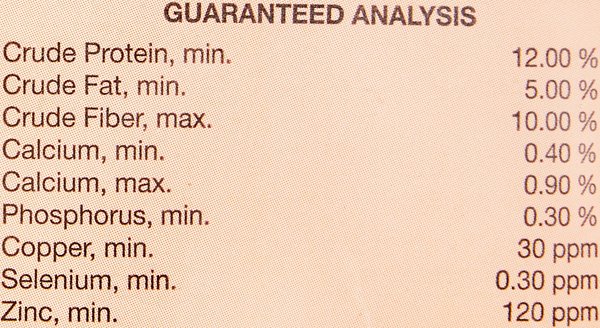 GUARANTEED ANALYSIS
Crude Protein, min. 12.00 %
Crude Fat, min. 5.00 %
Crude Fiber, max. 10.00 %
Calcium, min. 0.40 %
Calcium, max. 0.90 %
Phosphorus, min. 0.30 %
Copper, min. 30 ppm
Selenium, min. 0.30 ppm
Zinc, min. 120 ppm